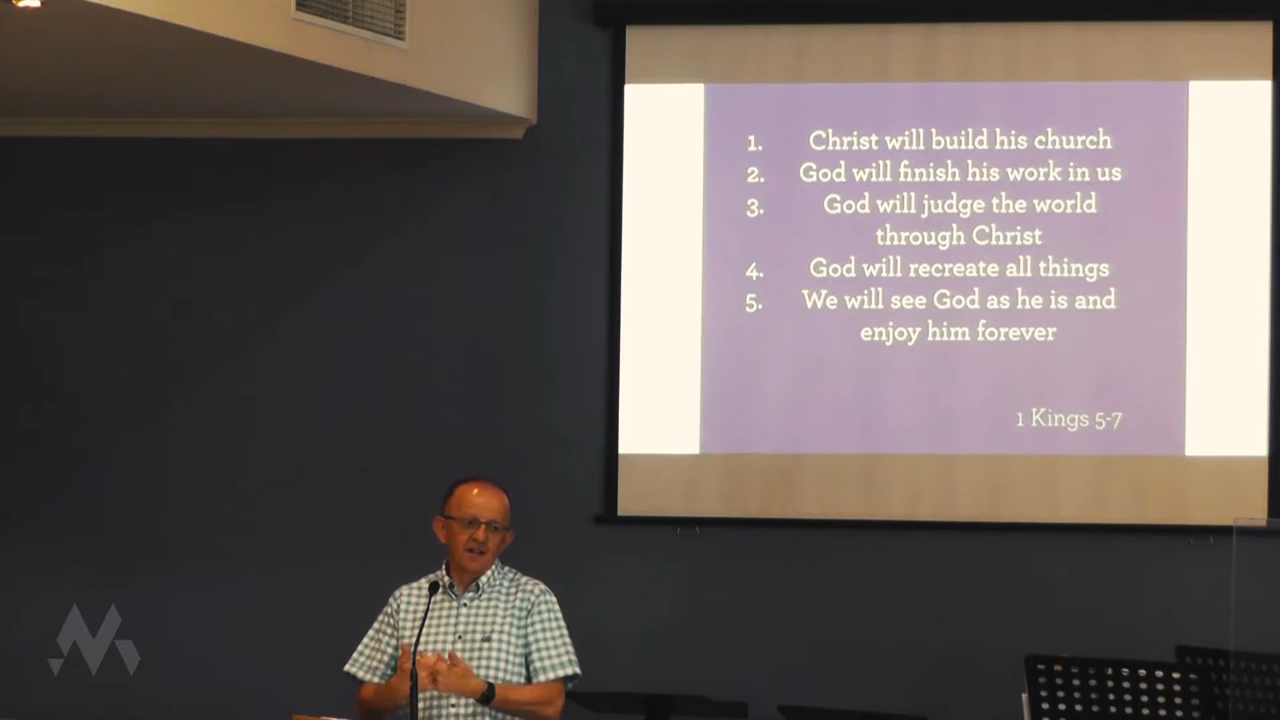 1. Christ will build his church
2. God will finish his work in us
3. God will judge the world
through Christ
4. God will recreate all things
5. We will see God as he is and
enjoy him forever
1 Kings 5-7